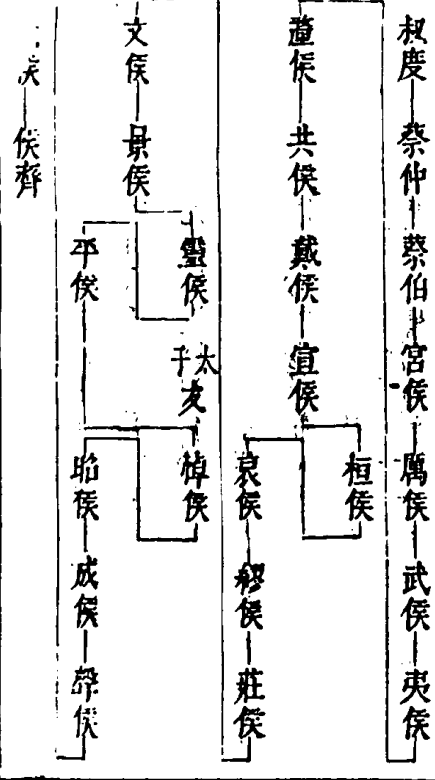 叔度 蔡仲 蔡伯 宮侯 厲侯 武侯 夷侯
釐侯 共侯 戴侯 宣侯
桓侯
哀侯 繆侯 莊侯
文侯 景侯
靈侯
太子友
悼侯
平侯
昭侯 成侯 聲侯
侯 侯齊